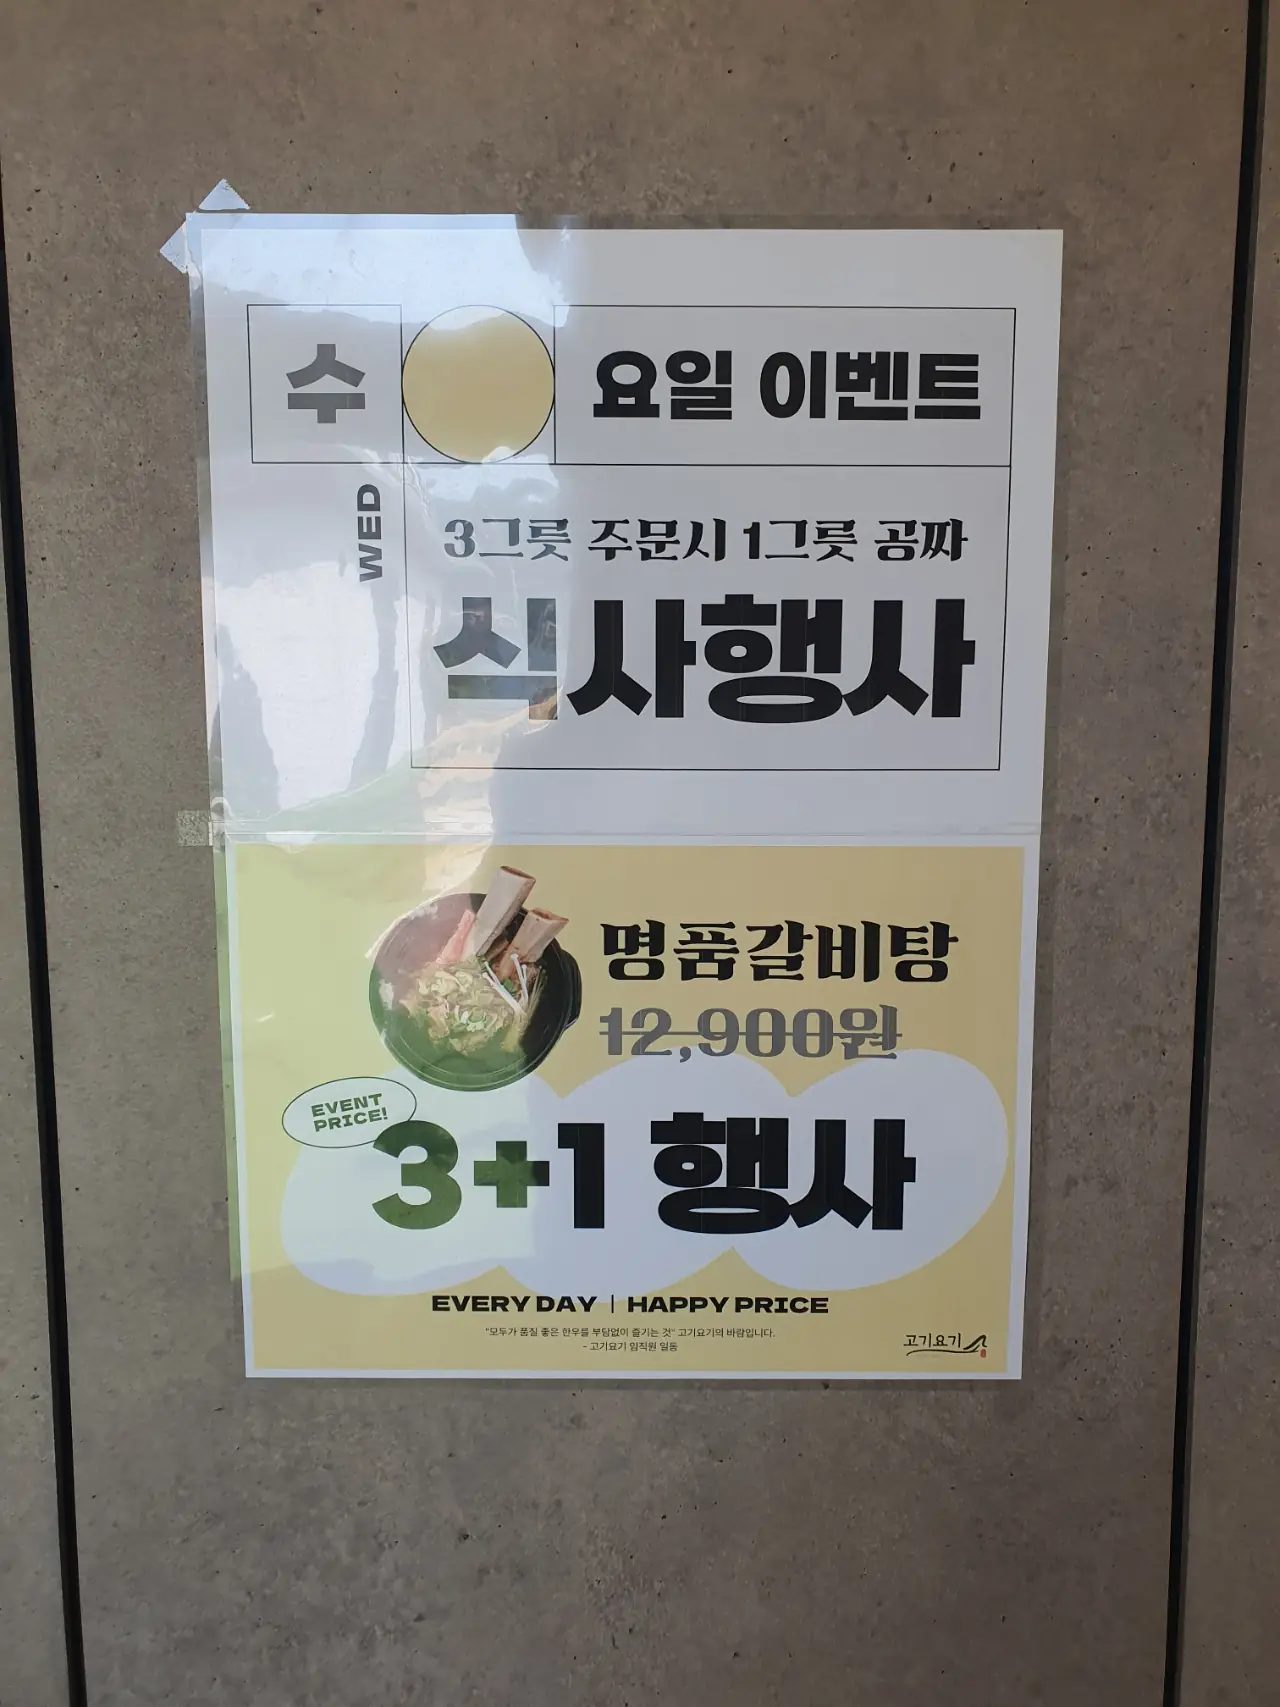 수 요일 이벤트
WED
3그릇 주문시 1그릇 공짜
식사행사
명품갈비탕
12,900원
EVENT
PRICE!
3+1 행사
EVERY DAY | HAPPY PRICE
"모두가 품질 좋은 한우를 부담없이 즐기는 것" 고기요기의 바람입니다.
- 고기요기 임직원 일동
고기요기